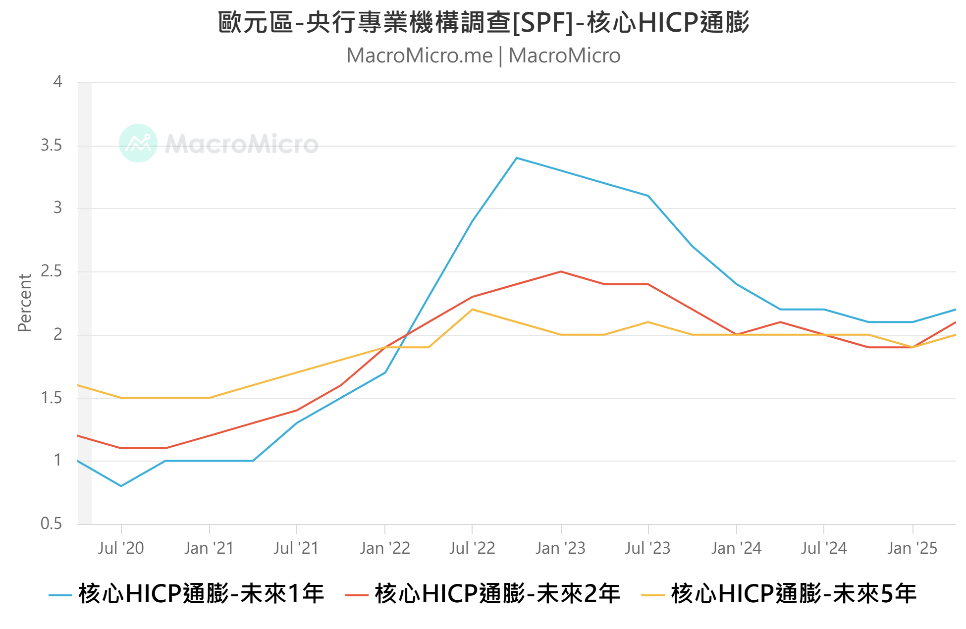 歐元區-央行專業機構調查[SPF]-核心HICP通膨
MacroMicro.me | MacroMicro
4
MacroMicro
3.5
3
2.5
Percent
2
1.5
1
0.5
Jul '20 Jan '21 Jul '21 Jan '22 Jul '22 Jan '23 Jul '23 Jan '24 Jul '24 Jan '25
核心HICP通膨-未來1年 核心HICP通膨-未來2年 核心HICP通膨-未來5年